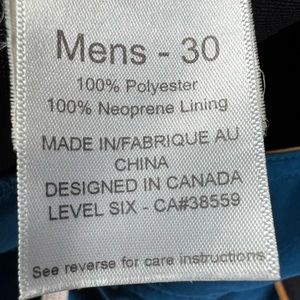 Mens - 30
100% Polyester
100% Neoprene Lining
MADE IN/FABRIQUE AU
CHINA
DESIGNED IN CANADA
LEVEL SIX - CA#38559
See reverse for care instructions